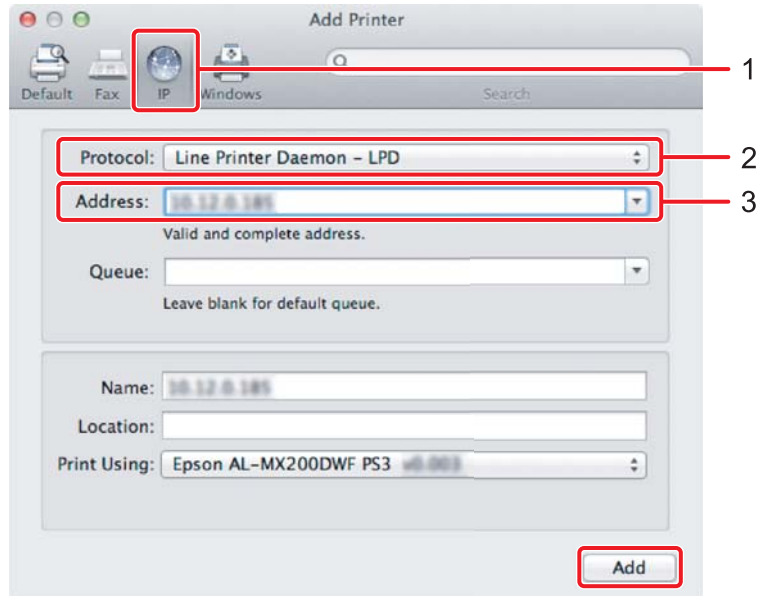 Add Printer
1
Default Fax IP Windows Search
Protocol: Line Printer Daemon – LPD
2
Address:
3
Valid and complete address.
Queue:
Leave blank for default queue.
Name:
Location:
Print Using: Epson AL-MX200DWF PS3
Add